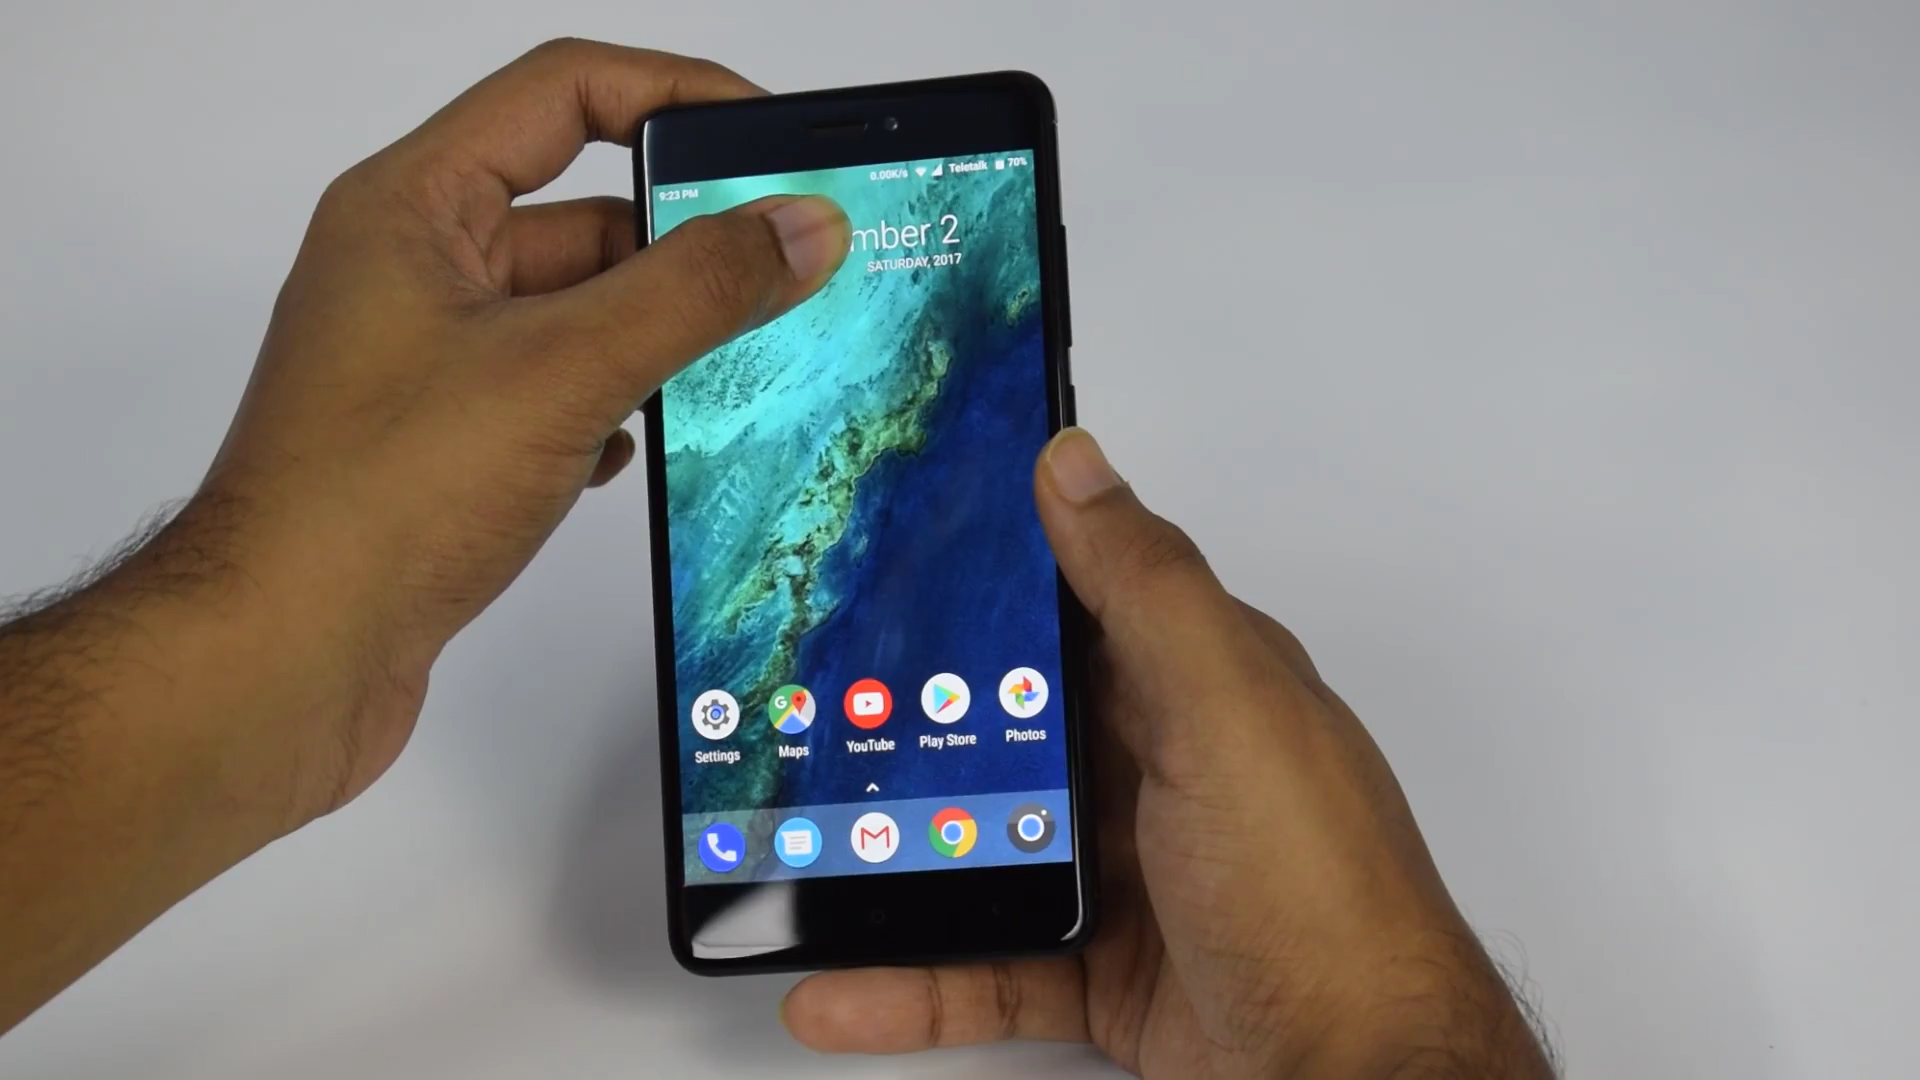 9:23 PM 0.00K/s Teletalk 70%
mber 2
SATURDAY, 2017
G
Settings Maps YouTube Play Store Photos